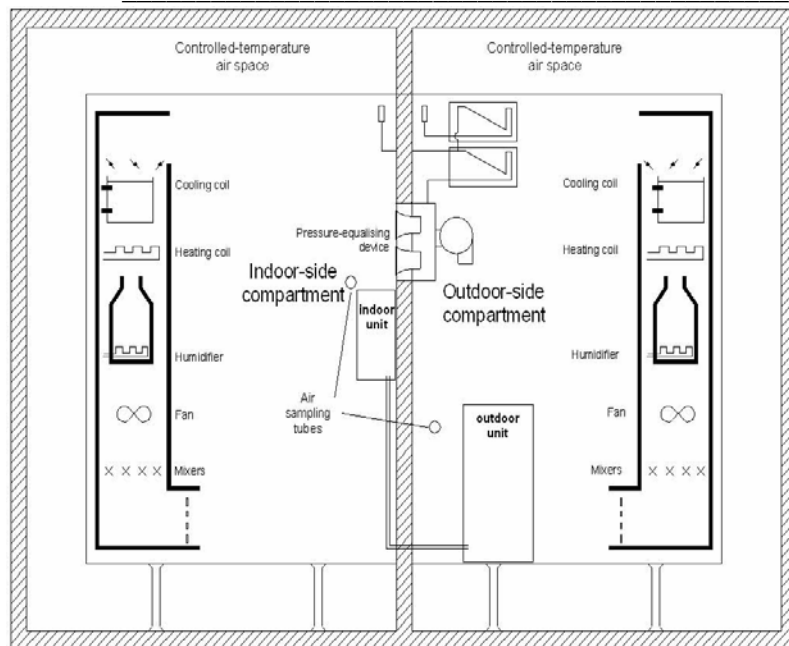 Controlled-temperature
air space
Controlled-temperature
air space
Cooling coil
Heating coil
Humidifier
Fan
Mixers
Pressure-equalising
device
Indoor-side
compartment
indoor
unit
Air
sampling
tubes
Outdoor-side
compartment
outdoor
unit
Cooling coil
Heating coil
Humidifier
Fan
Mixers